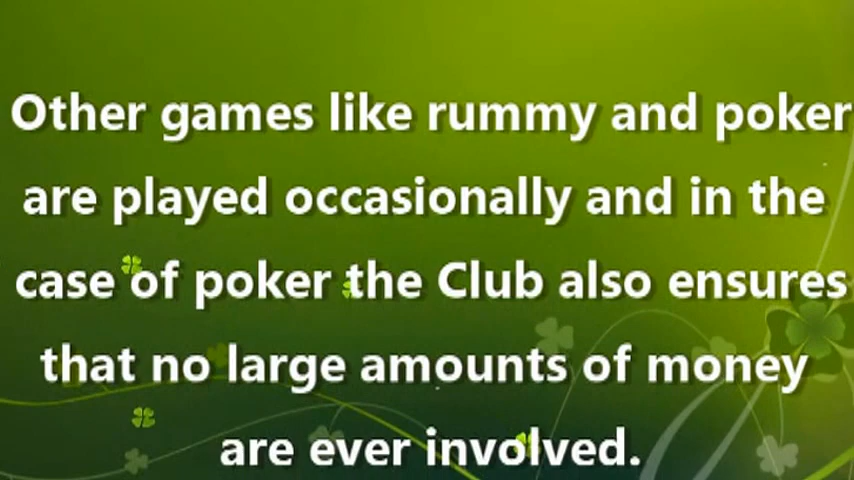 Other games like rummy and poker
are played occasionally and in the
case of poker the Club also ensures
that no large amounts of money
are ever involved.